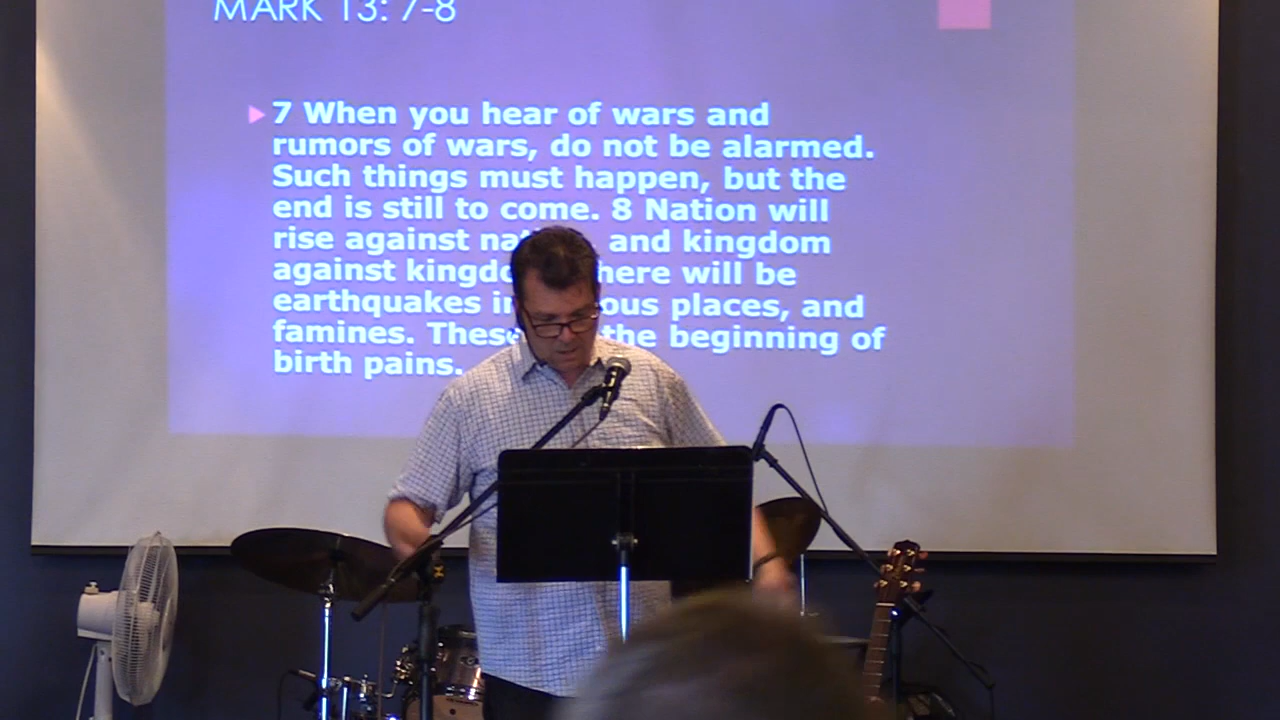 MARK 13: 7-8
7 When you hear of wars and
rumors of wars, do not be alarmed.
Such things must happen, but the
end is still to come. 8 Nation will
rise against and kingdom
against will be
earthquakes places, and
famines. the beginning of
birth pains.